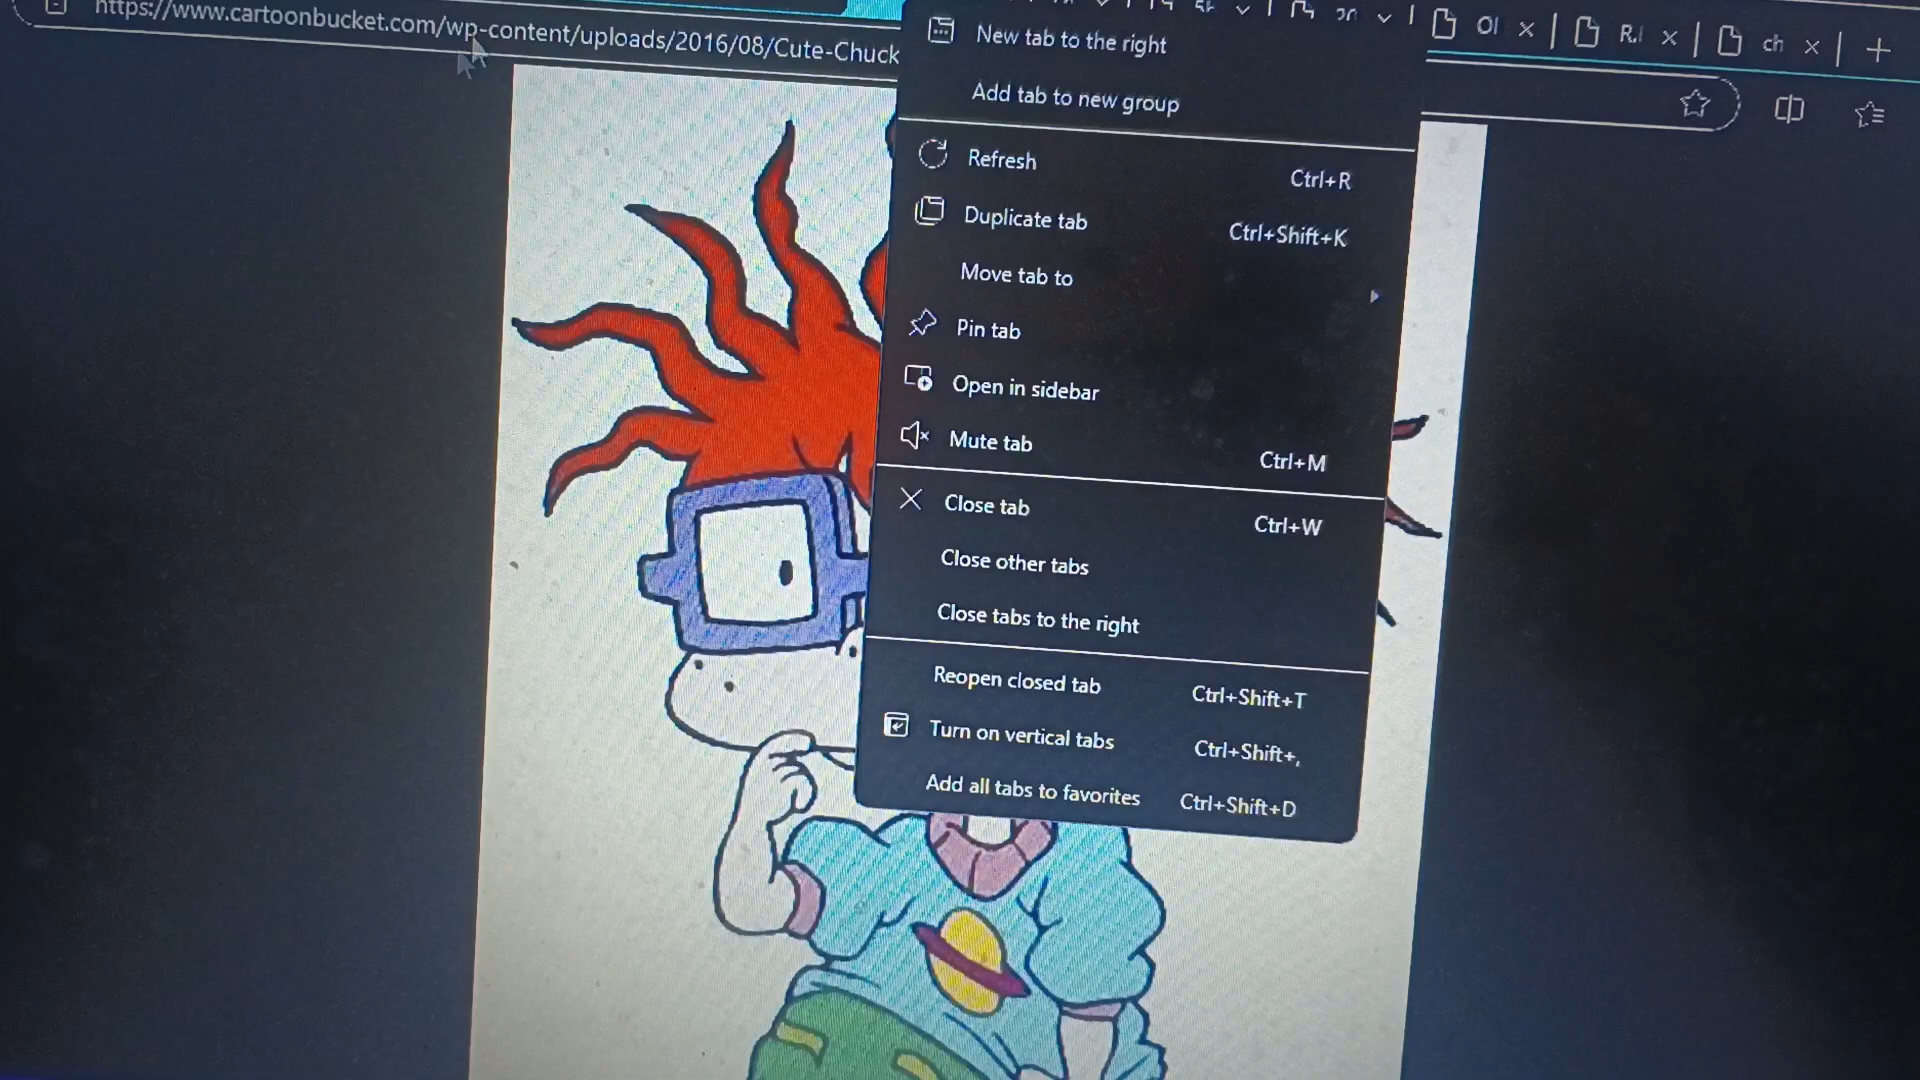 https://www.cartoonbucket.com/wp-content/uploads/2016/08/Cute-Chuck
Ol
R.
ch
New tab to the right
Add tab to new group
Refresh Ctrl+R
Duplicate tab Ctrl+Shift+K
Move tab to
Pin tab
Open in sidebar
Mute tab Ctrl+M
Close tab Ctrl+W
Close other tabs
Close tabs to the right
Reopen closed tab Ctrl+Shift+T
Turn on vertical tabs Ctrl+Shift+,
Add all tabs to favorites Ctrl+Shift+D